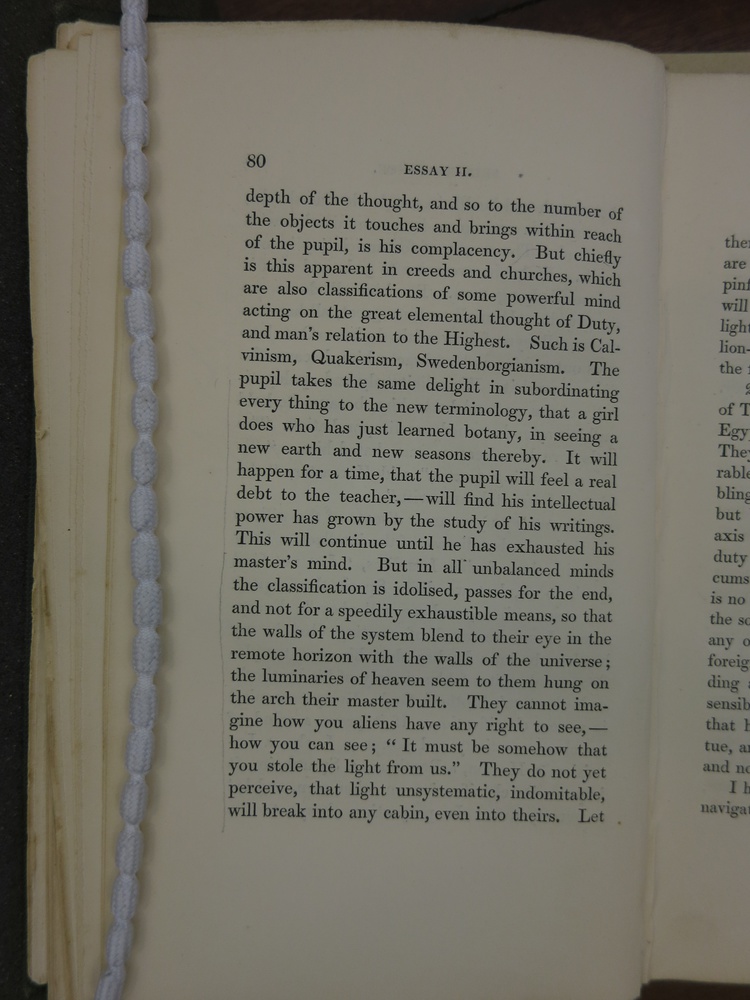 80
ESSAY II.
depth of the thought, and so to the number of
the objects it touches and brings within reach
of the pupil, is his complacency. But chiefly
is this apparent in creeds and churches, which
are also classifications of some powerful mind
acting on the great elemental thought of Duty,
and man's relation to the Highest. Such is Cal-
vinism, Quakerism, Swedenborgianism. The
pupil takes the same delight in subordinating
every thing to the new terminology, that a girl
does who has just learned botany, in seeing a
new earth and new seasons thereby. It will
happen for a time, that the pupil will feel a real
debt to the teacher,—will find his intellectual
power has grown by the study of his writings.
This will continue until he has exhausted his
master's mind. But in all unbalanced minds
the classification is idolised, passes for the end,
and not for a speedily exhaustible means, so that
the walls of the system blend to their eye in the
remote horizon with the walls of the universe;
the luminaries of heaven seem to them hung on
the arch their master built. They cannot ima-
gine how you aliens have any right to see,—
how you can see; "It must be somehow that
you stole the light from us." They do not yet
perceive, that light unsystematic, indomitable,
will break into any cabin, even into theirs. Let
are
will
light
lion-
the
of T
Egy
They
rable
bling
but
axis
duty
cums
is no
the so
any o
foreig
ding a
sensib
that h
tue, a
and no
I h
naviga